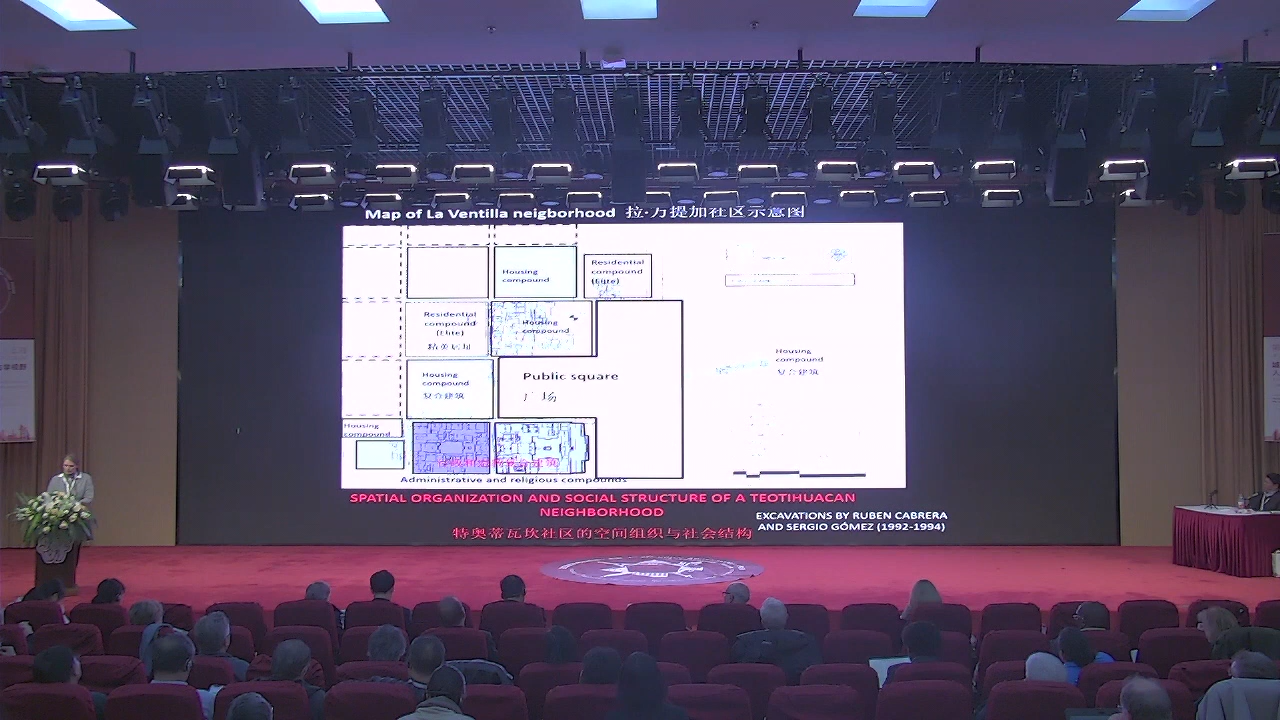 Map of La Ventilla neigborhood 拉·万提加社区示意图
Housing
compound
Residential
compound
(Elite)
Residential
compound
(Elite)
Housing
compound
Housing
compound
复合建筑
Public square
广场
Housing
compound
复合建筑
Housing
compound
Administrative and religious compounds
SPATIAL ORGANIZATION AND SOCIAL STRUCTURE OF A TEOTIHUACAN
NEIGHBORHOOD
EXCAVATIONS BY RUBEN CABRERA
AND SERGIO GÓMEZ (1992-1994)
特奥蒂瓦坎社区的空间组织与社会结构